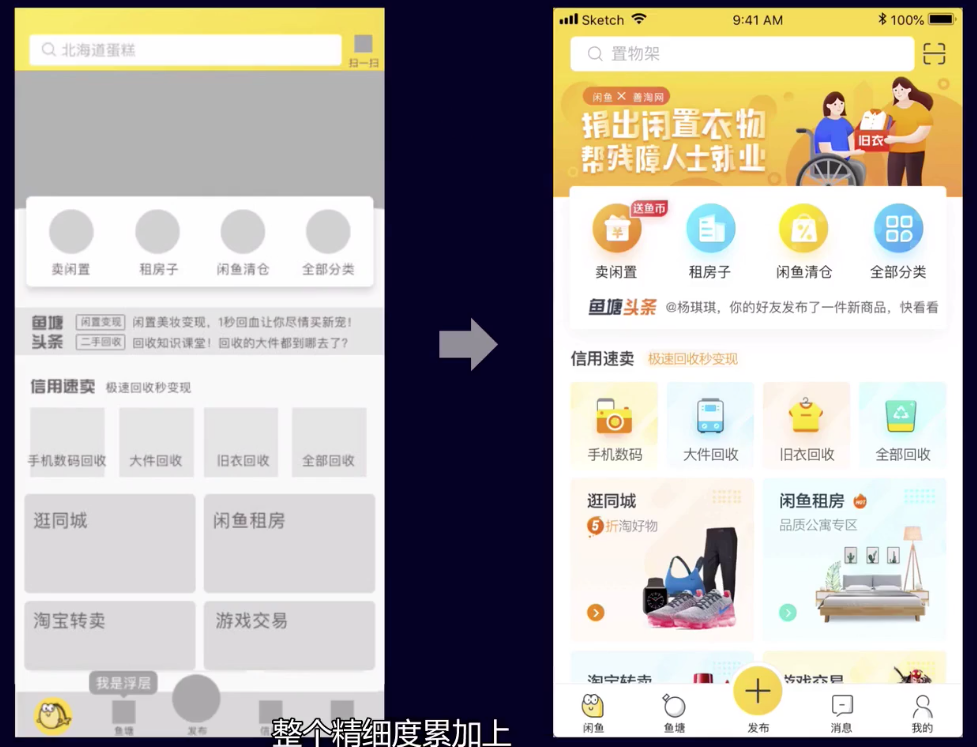 北海道蛋糕
扫一扫
卖闲置 租房子 闲鱼清仓 全部分类
鱼塘头条
闲置变现 闲置美妆变现，1秒回血让你尽情买新宠！
二手回收 回收知识课堂！回收的大件都到哪去了？
信用速卖 极速回收秒变现
手机数码回收 大件回收 旧衣回收 全部回收
逛同城 闲鱼租房
淘宝转卖 游戏交易
我是浮层
鱼塘 发布
Sketch 9:41 AM 100%
置物架
闲鱼 × 善淘网
捐出闲置衣物
帮残障人士就业
旧衣
送鱼币
卖闲置 租房子 闲鱼清仓 全部分类
鱼塘头条 @杨琪琪，你的好友发布了一件新商品，快看看
信用速卖 极速回收秒变现
手机数码 大件回收 旧衣回收 全部回收
逛同城 闲鱼租房 HOT
5折淘好物 品质公寓专区
淘宝转卖 游戏交易
闲鱼 鱼塘 发布 消息 我的
整个精细度累加上